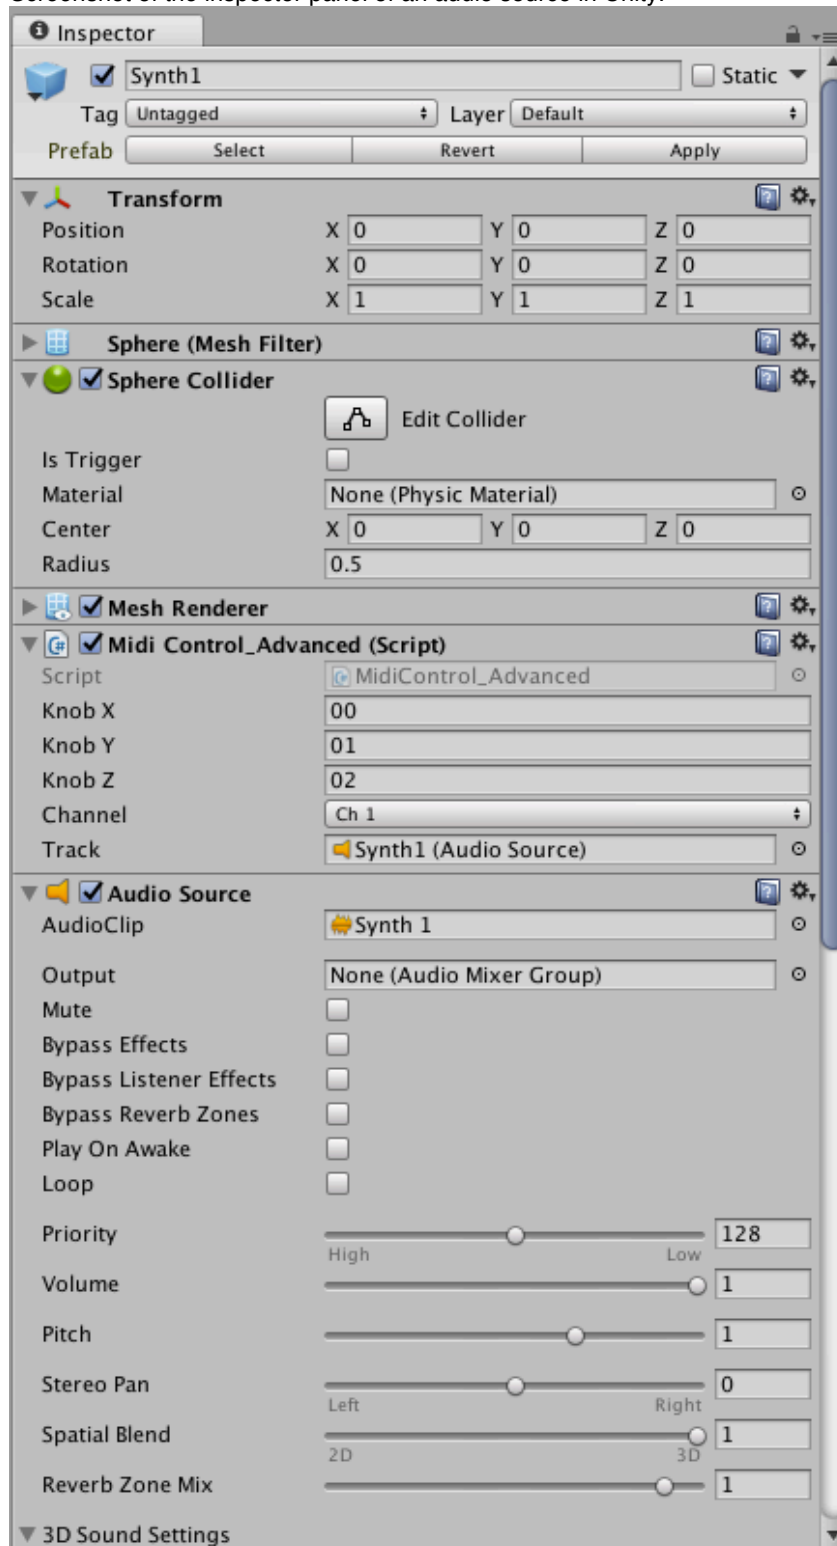 Screenshot of the inspector panel of an audio source in Unity.
Inspector
Synth1 Static
Tag Untagged Layer Default
Prefab Select Revert Apply
Transform
Position X 0 Y 0 Z 0
Rotation X 0 Y 0 Z 0
Scale X 1 Y 1 Z 1
Sphere (Mesh Filter)
Sphere Collider
Edit Collider
Is Trigger
Material None (Physic Material)
Center X 0 Y 0 Z 0
Radius 0.5
Mesh Renderer
Midi Control_Advanced (Script)
Script MidiControl_Advanced
Knob X 00
Knob Y 01
Knob Z 02
Channel Ch 1
Track Synth1 (Audio Source)
Audio Source
AudioClip Synth 1
Output None (Audio Mixer Group)
Mute
Bypass Effects
Bypass Listener Effects
Bypass Reverb Zones
Play On Awake
Loop
Priority 128
High Low
Volume 1
Pitch 1
Stereo Pan 0
Left Right
Spatial Blend 1
2D 3D
Reverb Zone Mix 1
3D Sound Settings